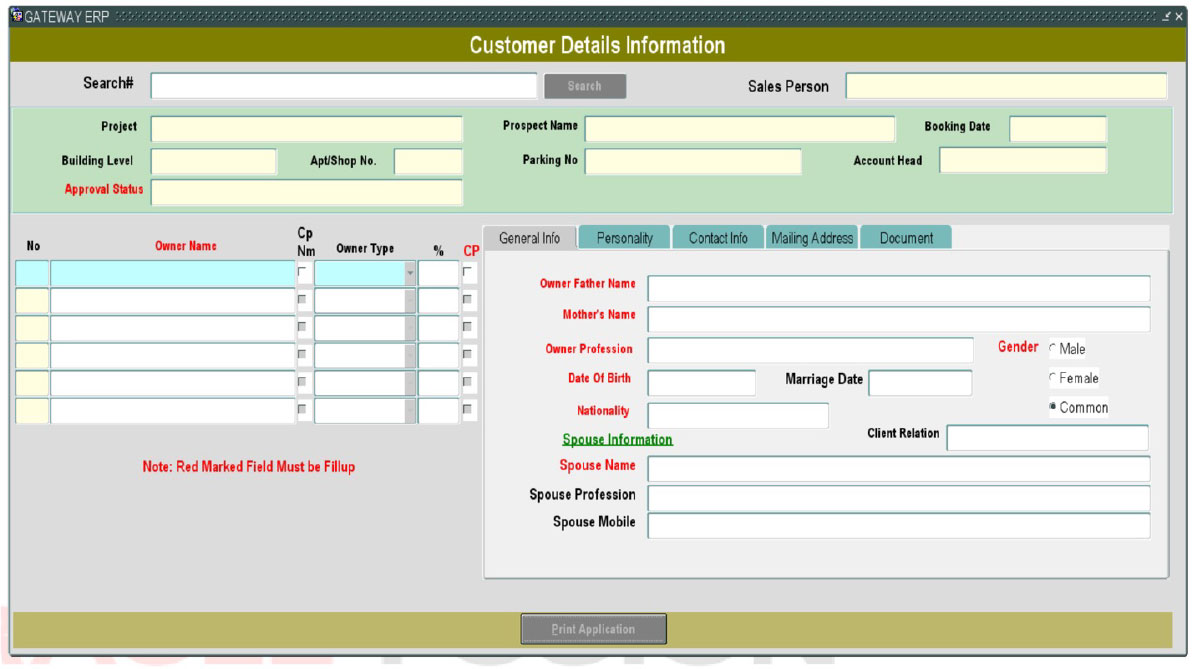 GATEWAY ERP
Customer Details Information
Search# Search Sales Person
Project Prospect Name Booking Date
Building Level Apt/Shop No. Parking No Account Head
Approval Status
No Owner Name Cp Nm Owner Type % CP
General Info Personality Contact Info Mailing Address Document
Owner Father Name
Mother's Name
Owner Profession Gender Male
Date Of Birth Marriage Date Female
Nationality Common
Spouse Information Client Relation
Note: Red Marked Field Must be Fillup
Spouse Name
Spouse Profession
Spouse Mobile
Print Application